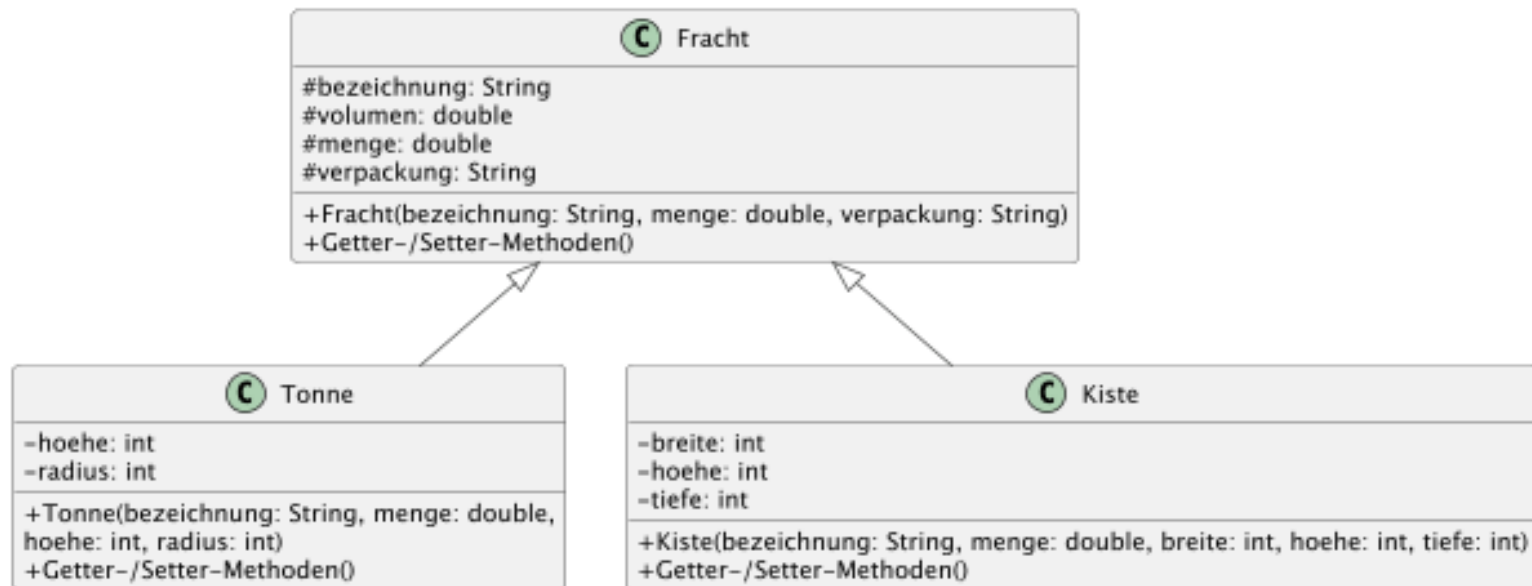 C Fracht
#bezeichnung: String
#volumen: double
#menge: double
#verpackung: String
+Fracht(bezeichnung: String, menge: double, verpackung: String)
+Getter-/Setter-Methoden()
C Tonne
-hoehe: int
-radius: int
+Tonne(bezeichnung: String, menge: double,
hoehe: int, radius: int)
+Getter-/Setter-Methoden()
C Kiste
-breite: int
-hoehe: int
-tiefe: int
+Kiste(bezeichnung: String, menge: double, breite: int, hoehe: int, tiefe: int)
+Getter-/Setter-Methoden()